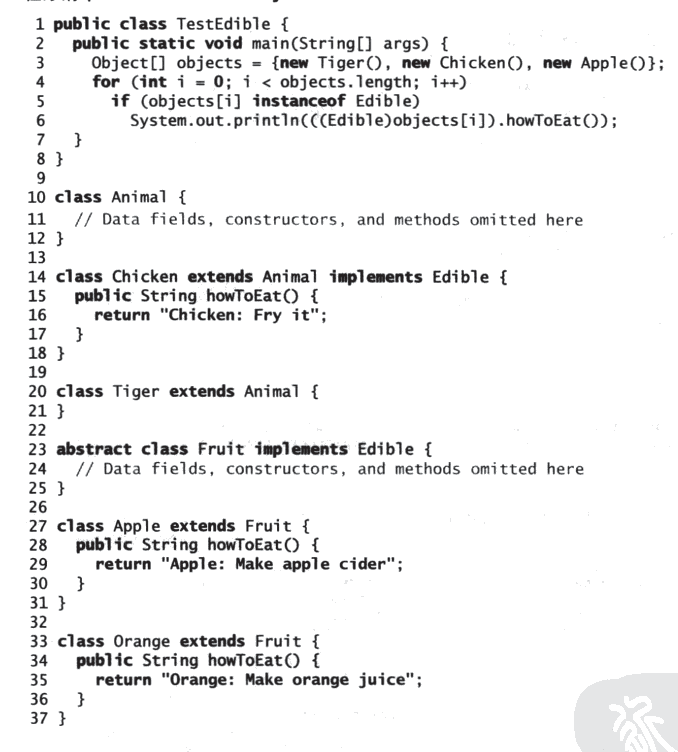 1 public class TestEdible {
2   public static void main(String[] args) {
3     Object[] objects = {new Tiger(), new Chicken(), new Apple()};
4     for (int i = 0; i < objects.length; i++)
5       if (objects[i] instanceof Edible)
6         System.out.println(((Edible)objects[i]).howToEat());
7   }
8 }
9
10 class Animal {
11   // Data fields, constructors, and methods omitted here
12 }
13
14 class Chicken extends Animal implements Edible {
15   public String howToEat() {
16     return "Chicken: Fry it";
17   }
18 }
19
20 class Tiger extends Animal {
21 }
22
23 abstract class Fruit implements Edible {
24   // Data fields, constructors, and methods omitted here
25 }
26
27 class Apple extends Fruit {
28   public String howToEat() {
29     return "Apple: Make apple cider";
30   }
31 }
32
33 class Orange extends Fruit {
34   public String howToEat() {
35     return "Orange: Make orange juice";
36   }
37 }